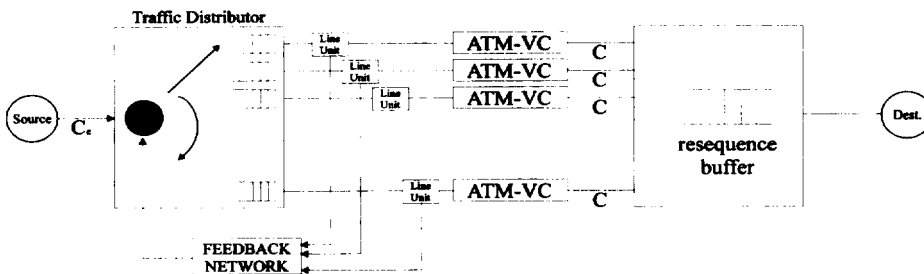 Traffic Distributor
Source
Ce
Line
Unit
ATM-VC
C
Line
Unit
ATM-VC
C
Line
Unit
ATM-VC
C
Line
Unit
ATM-VC
C
resequence
buffer
Dest.
FEEDBACK
NETWORK